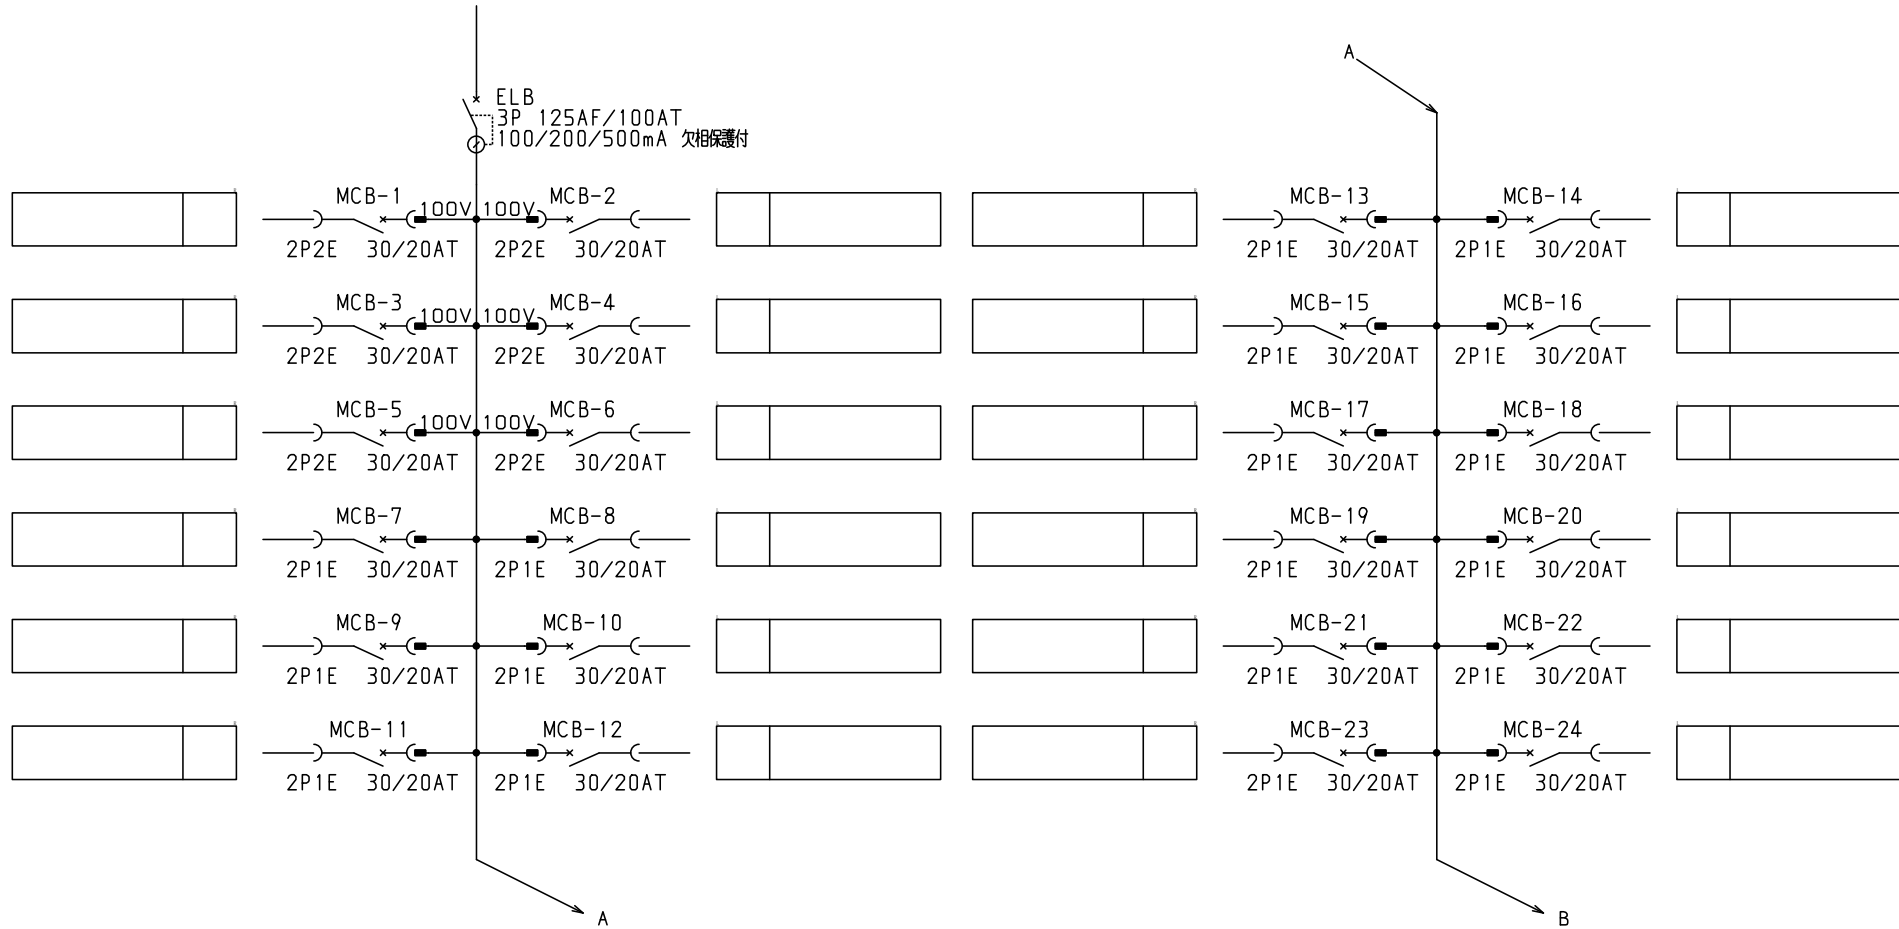 ELB
3P 125AF/100AT
100/200/500mA 欠相保護付
MCB-1 100V 100V MCB-2
2P2E 30/20AT 2P2E 30/20AT
MCB-3 100V 100V MCB-4
2P2E 30/20AT 2P2E 30/20AT
MCB-5 100V 100V MCB-6
2P2E 30/20AT 2P2E 30/20AT
MCB-7 MCB-8
2P1E 30/20AT 2P1E 30/20AT
MCB-9 MCB-10
2P1E 30/20AT 2P1E 30/20AT
MCB-11 MCB-12
2P1E 30/20AT 2P1E 30/20AT
A
A
MCB-13 MCB-14
2P1E 30/20AT 2P1E 30/20AT
MCB-15 MCB-16
2P1E 30/20AT 2P1E 30/20AT
MCB-17 MCB-18
2P1E 30/20AT 2P1E 30/20AT
MCB-19 MCB-20
2P1E 30/20AT 2P1E 30/20AT
MCB-21 MCB-22
2P1E 30/20AT 2P1E 30/20AT
MCB-23 MCB-24
2P1E 30/20AT 2P1E 30/20AT
B